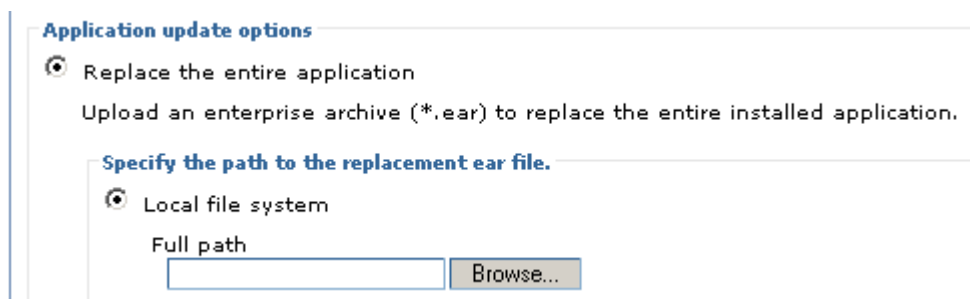 Application update options
Replace the entire application
Upload an enterprise archive (*.ear) to replace the entire installed application.
Specify the path to the replacement ear file.
Local file system
Full path
Browse...